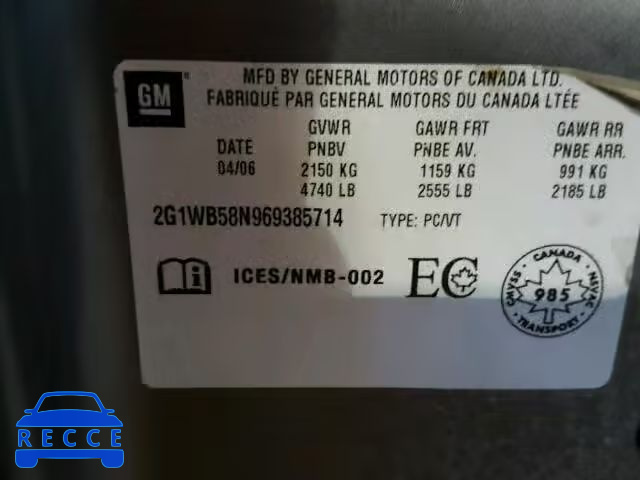 GM
MFD BY GENERAL MOTORS OF CANADA LTD.
FABRIQUÉ PAR GENERAL MOTORS DU CANADA LTÉE
DATE GVWR GAWR FRT GAWR RR
PNBV PNBE AV. PNBE ARR.
04/06 2150 KG 1159 KG 991 KG
4740 LB 2555 LB 2185 LB
2G1WB58N969385714 TYPE: PC/VT
ICES/NMB-002 EC
CANADA
CMVSS NSVAC
985
TRANSPORT
RECCE